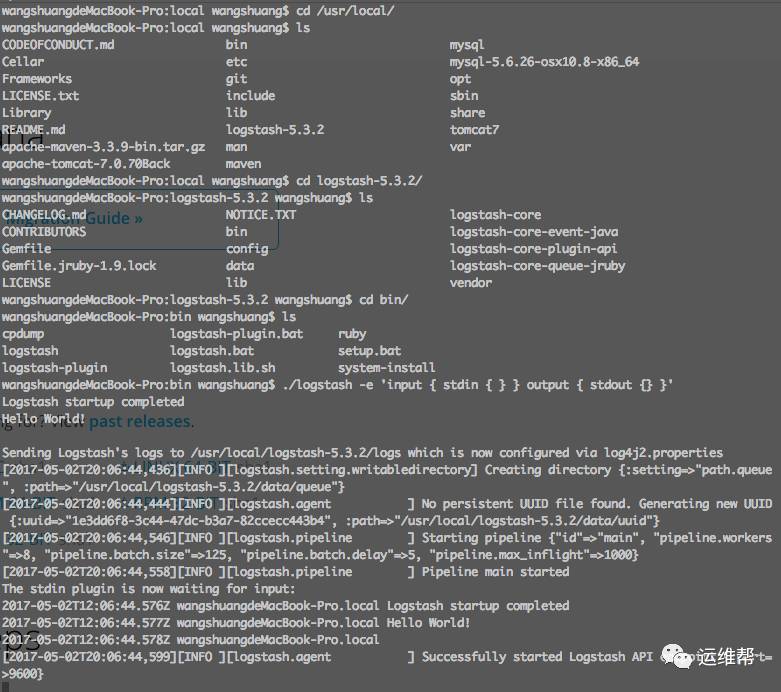 wangshuangdeMacBook-Pro:local wangshuang$ cd /usr/local/
wangshuangdeMacBook-Pro:local wangshuang$ ls
CODEOFCONDUCT.md bin mysql
Cellar etc mysql-5.6.26-osx10.8-x86_64
Frameworks git opt
LICENSE.txt include sbin
Library lib share
README.md logstash-5.3.2 tomcat7
apache-maven-3.3.9-bin.tar.gz man var
apache-tomcat-7.0.70Back maven
wangshuangdeMacBook-Pro:local wangshuang$ cd logstash-5.3.2/
wangshuangdeMacBook-Pro:logstash-5.3.2 wangshuang$ ls
CHANGELOG.md NOTICE.TXT logstash-core
Migration Guide »
CONTRIBUTORS bin logstash-core-event-java
Gemfile config logstash-core-plugin-api
Gemfile.jruby-1.9.lock data logstash-core-queue-jruby
LICENSE lib vendor
wangshuangdeMacBook-Pro:logstash-5.3.2 wangshuang$ cd bin/
wangshuangdeMacBook-Pro:bin wangshuang$ ls
cpdump logstash-plugin.bat ruby
logstash logstash.bat setup.bat
logstash-plugin logstash.lib.sh system-install
wangshuangdeMacBook-Pro:bin wangshuang$ ./logstash -e 'input { stdin { } } output { stdout {} }'
Logstash startup completed
Hello World!
for? View past releases.
Sending Logstash's logs to /usr/local/logstash-5.3.2/logs which is now configured via log4j2.properties
[2017-05-02T20:06:44,436][INFO ][logstash.setting.writabledirectory] Creating directory {:setting=>"path.queue
", :path=>"/usr/local/logstash-5.3.2/data/queue"}
[2017-05-02T20:06:44,444][INFO ][logstash.agent ] No persistent UUID file found. Generating new UUID
{:uuid=>"1e3dd6f8-3c44-47dc-b3a7-82ccecc443b4", :path=>"/usr/local/logstash-5.3.2/data/uuid"}
[2017-05-02T20:06:44,546][INFO ][logstash.pipeline ] Starting pipeline {"id"=>"main", "pipeline.workers
"=>8, "pipeline.batch.size"=>125, "pipeline.batch.delay"=>5, "pipeline.max_inflight"=>1000}
[2017-05-02T20:06:44,558][INFO ][logstash.pipeline ] Pipeline main started
The stdin plugin is now waiting for input:
2017-05-02T12:06:44.576Z wangshuangdeMacBook-Pro.local Logstash startup completed
2017-05-02T12:06:44.577Z wangshuangdeMacBook-Pro.local Hello World!
2017-05-02T12:06:44.578Z wangshuangdeMacBook-Pro.local
[2017-05-02T20:06:44,599][INFO ][logstash.agent ] Successfully started Logstash API
>9600}
运维帮